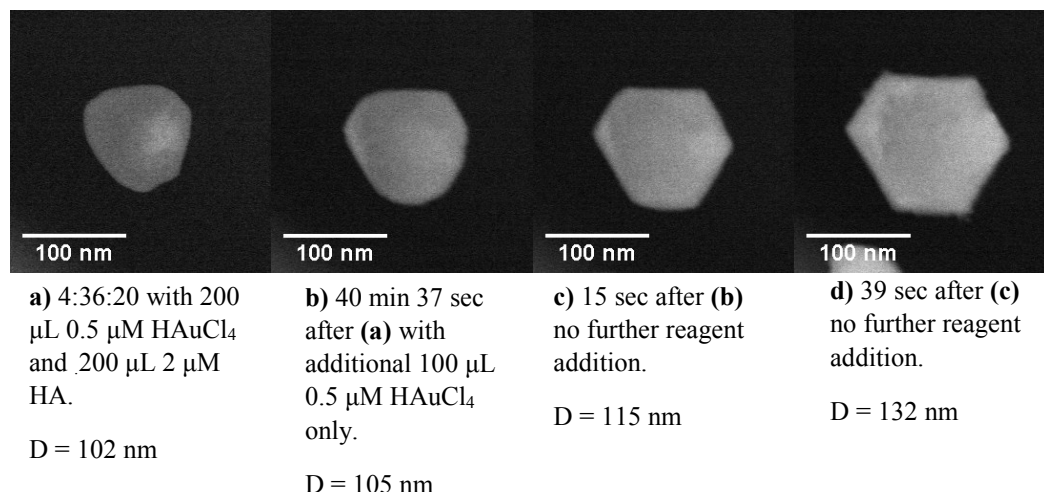 100 nm
100 nm
100 nm
100 nm
a) 4:36:20 with 200
μL 0.5 μM HAuCl4
and 200 μL 2 μM
HA.
D = 102 nm
b) 40 min 37 sec
after (a) with
additional 100 μL
0.5 μM HAuCl4
only.
D = 105 nm
c) 15 sec after (b)
no further reagent
addition.
D = 115 nm
d) 39 sec after (c)
no further reagent
addition.
D = 132 nm